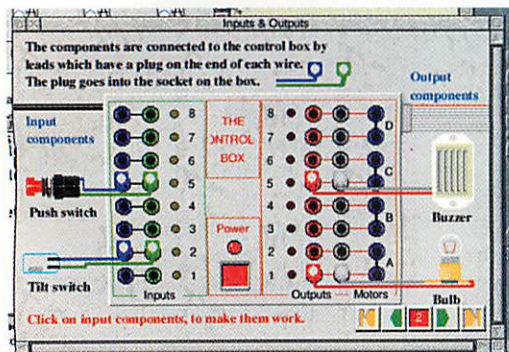 Inputs & Outputs
The components are connected to the control box by
leads which have a plug on the end of each wire.
The plug goes into the socket on the box.
Output
components
Input
components
8
7
6
5
4
3
2
1
THE
ONTROL
BOX
Power
8
7
6
5
4
3
2
1
D
C
B
A
Push switch
Tilt switch
Buzzer
Bulb
Inputs
Outputs
Motors
Click on input components, to make them work.
2